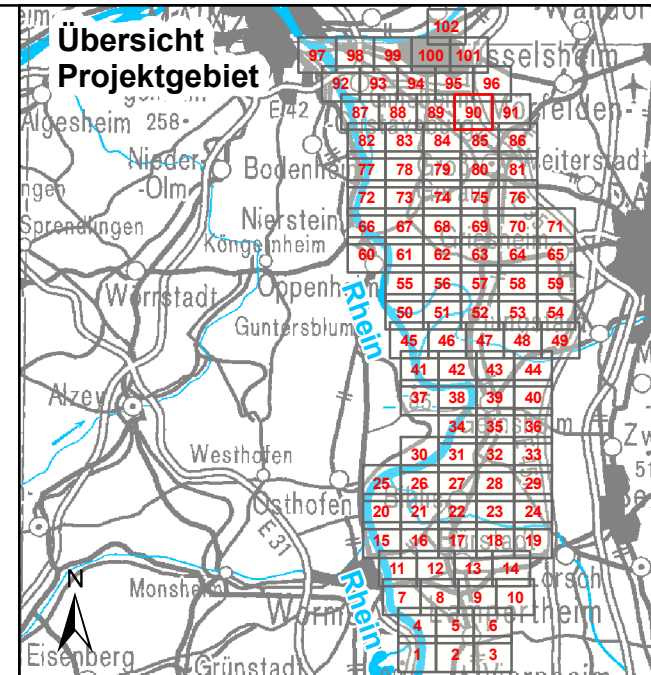 Übersicht
Projektgebiet
102
97 98 99 100 101
sselsheim
92 93 94 95 96
E 42
87 88 89 90 91
Algesheim 258
82 83 84 85 86
Nieder-
-Olm
Bodenheim
77 78 79 80 81
Weiterstadt
72 73 74 75 76
Sprendlingen
Nierstein
66 67 68 69 70 71
Köngernheim
60 61 62 63 64 65
Wörrstadt
Oppenheim
55 56 57 58 59
Rhein
50 51 52 53 54
Guntersblum
45 46 47 48 49
41 42 43 44
Alzey
37 38 39 40
34 35 36
Westhofen
30 31 32 33
25 26 27 28 29
Osthofen
20 21 22 23 24
E 31
15 16 17 18 19
11 12 13 14
N
Monsheim
Rhein
7 8 9 10
Worms
4 5 6
Eisenberg
Grünstadt
1 2 3